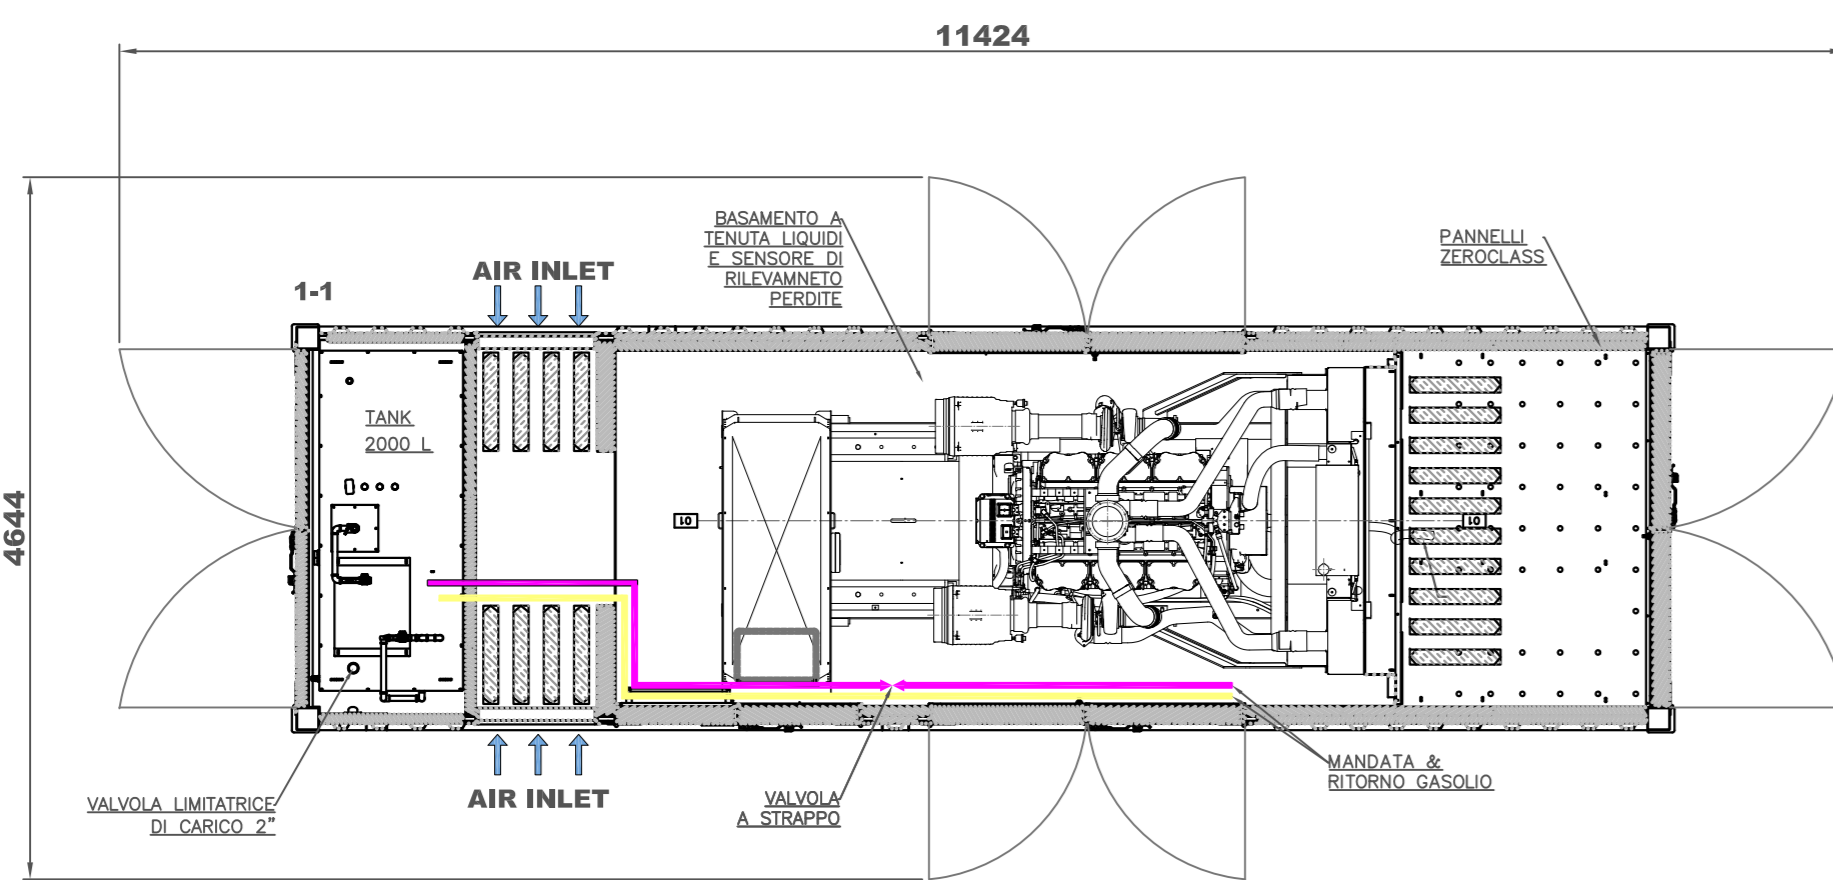 11424
BASAMENTO A
TENUTA LIQUIDI
E SENSORE DI
RILEVAMNETO
PERDITE
PANNELLI
ZEROCLASS
AIR INLET
1-1
TANK
2000 L
4644
01
01
MANDATA &
RITORNO GASOLIO
AIR INLET
VALVOLA
A STRAPPO
VALVOLA LIMITATRICE
DI CARICO 2"